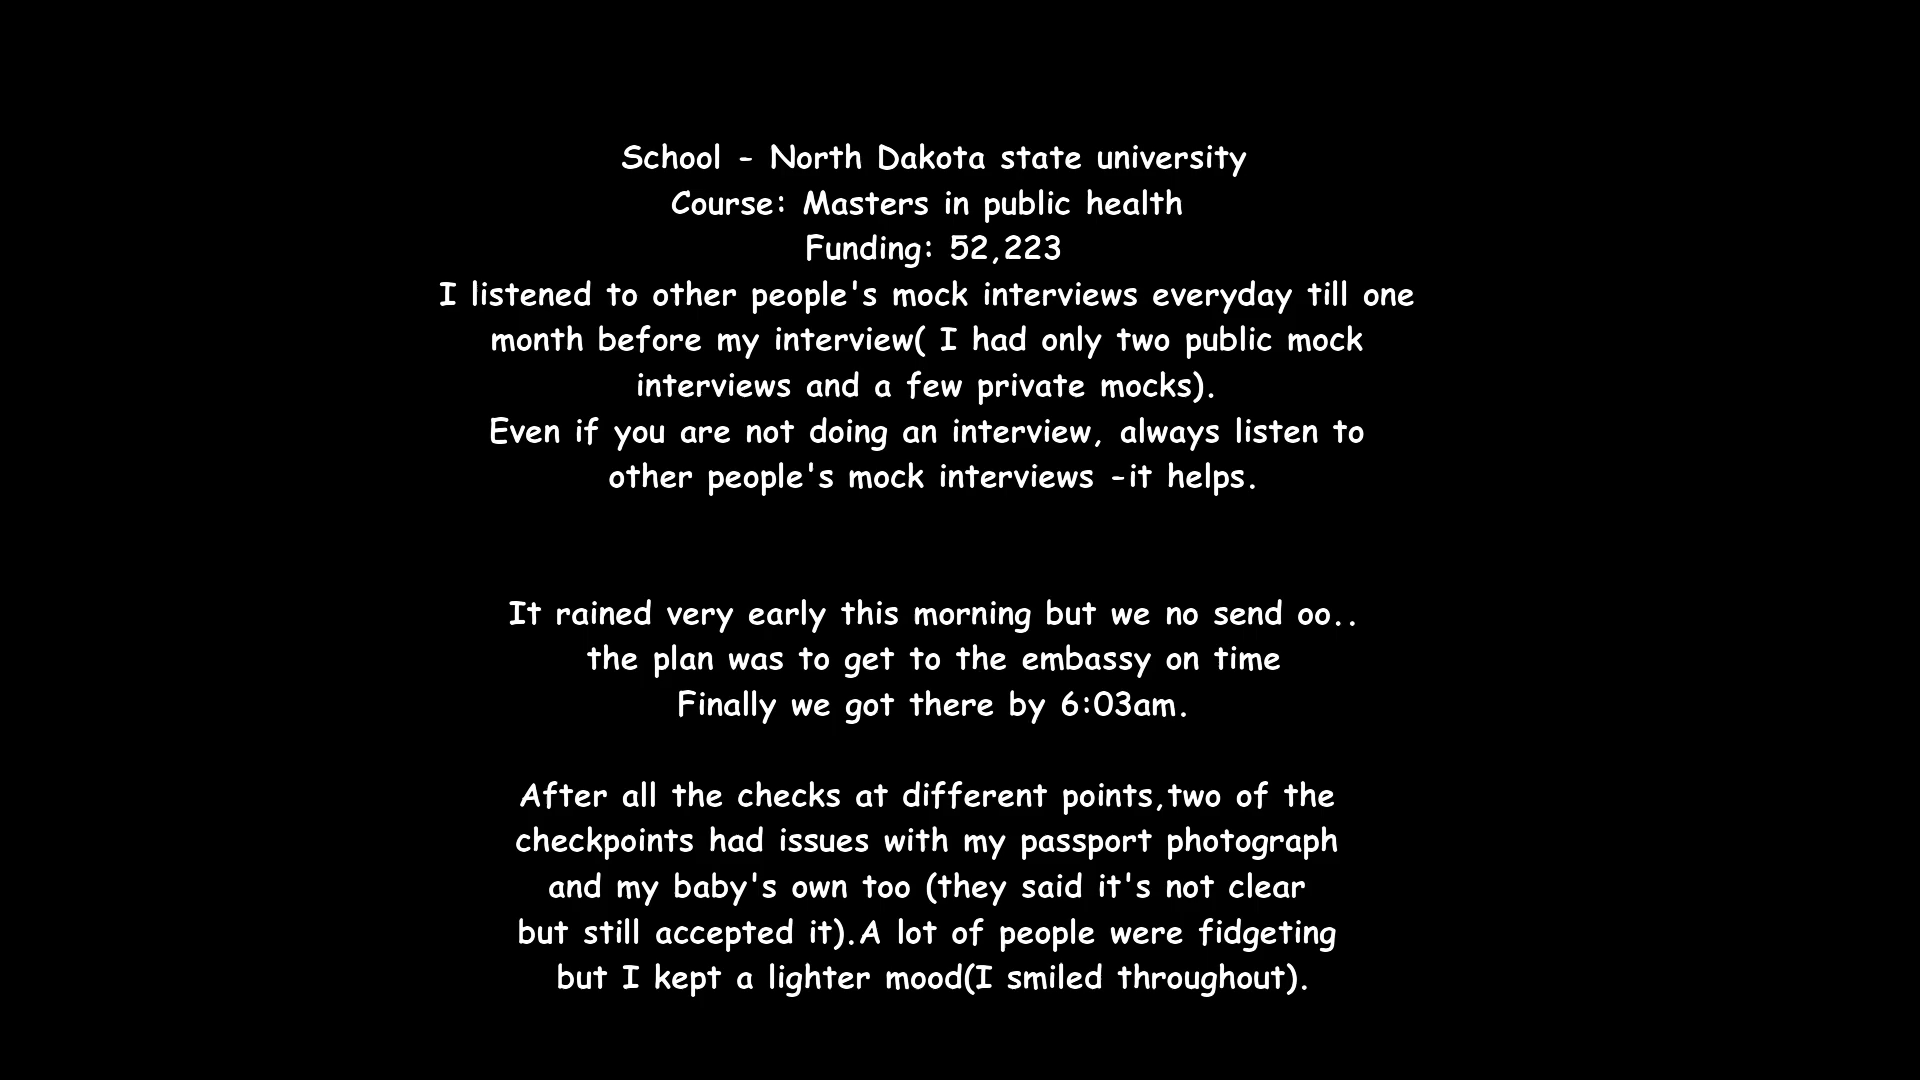 School - North Dakota state university
Course: Masters in public health
Funding: 52,223
I listened to other people's mock interviews everyday till one
month before my interview( I had only two public mock
interviews and a few private mocks).
Even if you are not doing an interview, always listen to
other people's mock interviews -it helps.
It rained very early this morning but we no send oo..
the plan was to get to the embassy on time
Finally we got there by 6:03am.
After all the checks at different points,two of the
checkpoints had issues with my passport photograph
and my baby's own too (they said it's not clear
but still accepted it).A lot of people were fidgeting
but I kept a lighter mood(I smiled throughout).